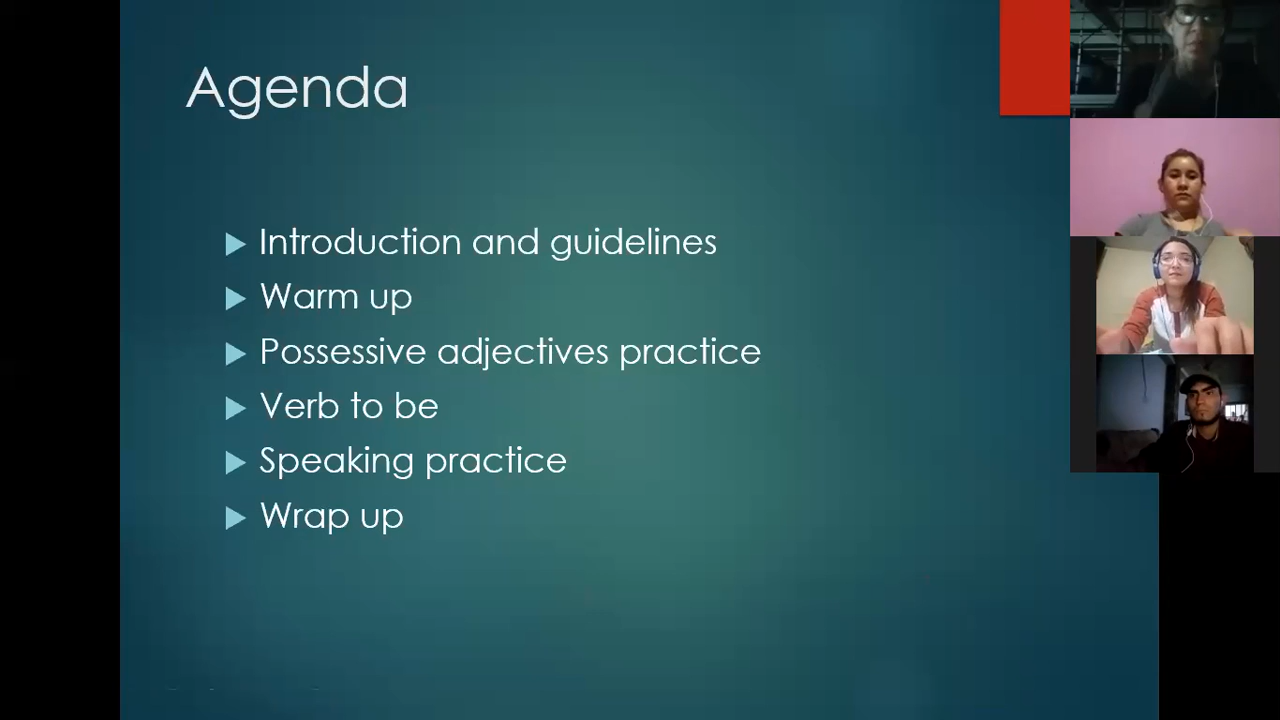 Agenda
Introduction and guidelines
Warm up
Possessive adjectives practice
Verb to be
Speaking practice
Wrap up